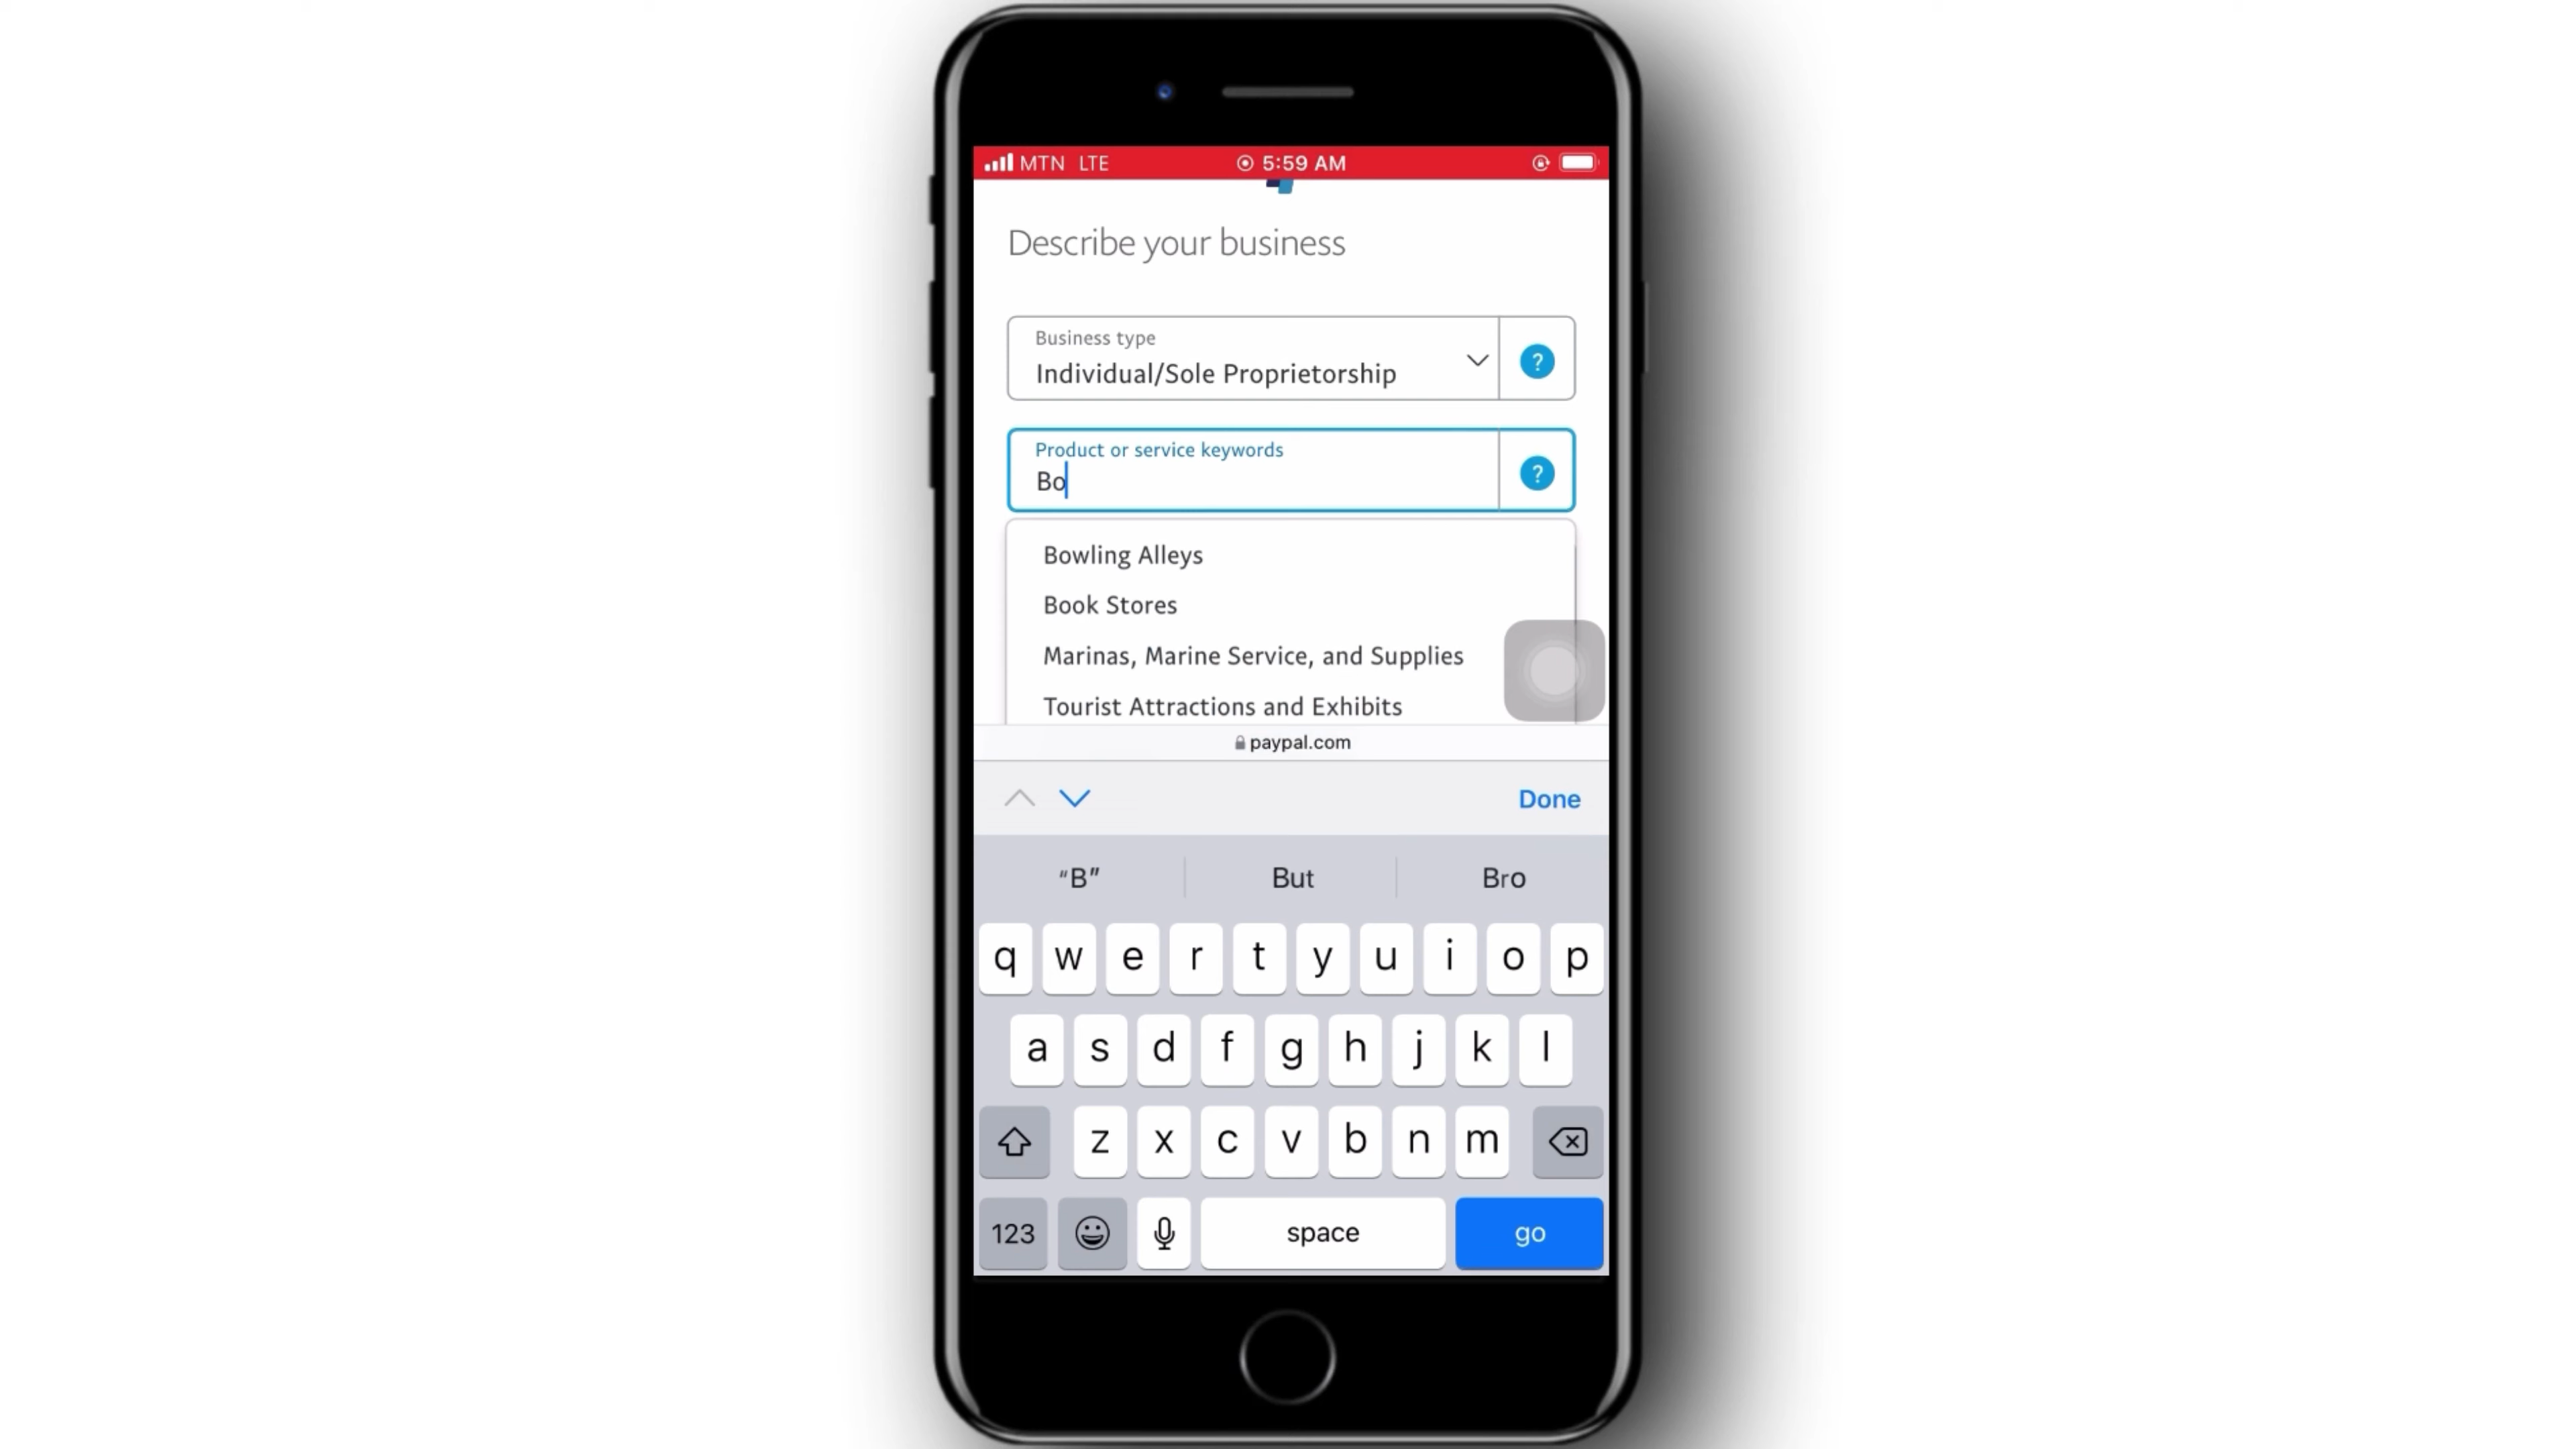 MTN LTE 5:59 AM
Describe your business
Business type
Individual/Sole Proprietorship
?
Product or service keywords
Bo
?
Bowling Alleys
Book Stores
Marinas, Marine Service, and Supplies
Tourist Attractions and Exhibits
paypal.com
Done
“B” But Bro
q w e r t y u i o p
a s d f g h j k l
z x c v b n m
123 space go